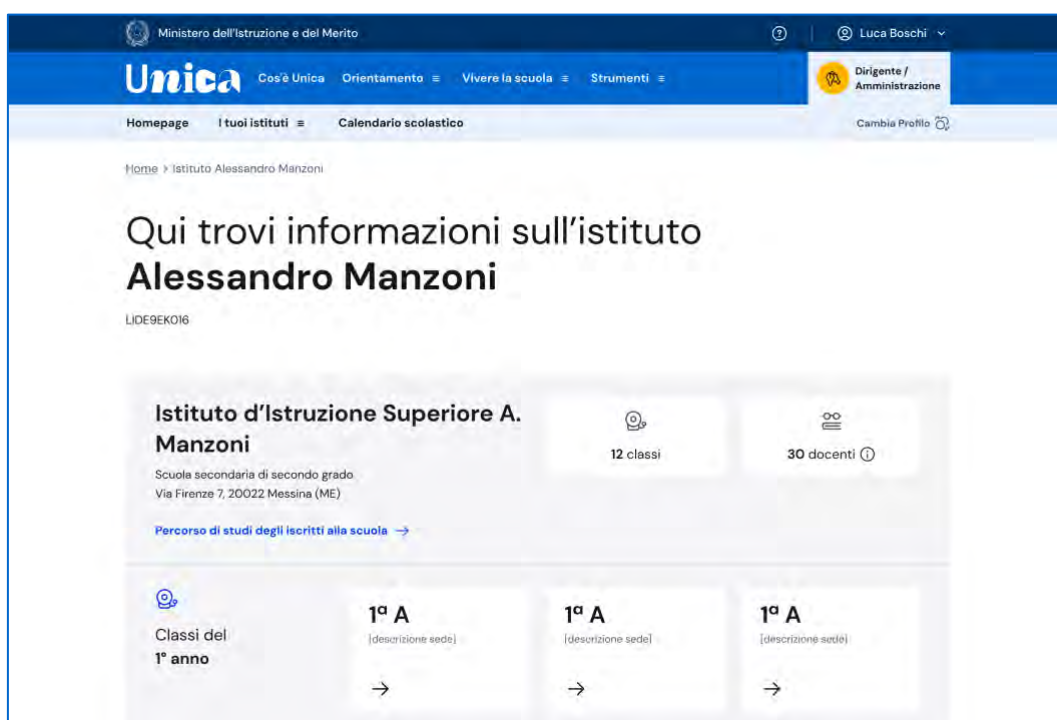 Ministero dell'Istruzione e del Merito
Luca Boschi
Unica Cos'è Unica Orientamento Vivere la scuola Strumenti
Dirigente /
Amministrazione
Homepage I tuoi istituti Calendario scolastico Cambia Profilo
Home > Istituto Alessandro Manzoni
Qui trovi informazioni sull'istituto
Alessandro Manzoni
LIDE9EK016
Istituto d'Istruzione Superiore A.
Manzoni
Scuola secondaria di secondo grado
Via Firenze 7, 20022 Messina (ME)
Percorso di studi degli iscritti alla scuola →
12 classi
30 docenti
Classi del
1° anno
1ª A
[descrizione sede]
→
1ª A
[descrizione sede]
→
1ª A
[descrizione sede]
→